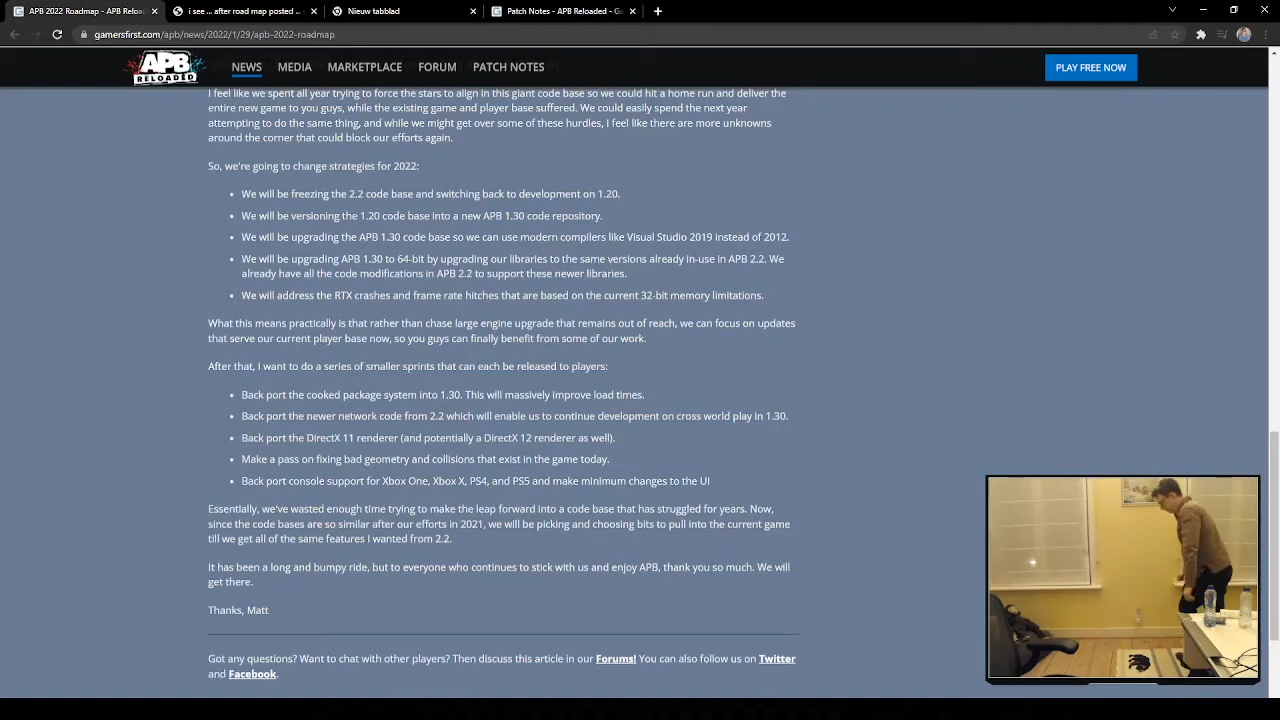 APB 2022 Roadmap - APB Reloaded
i see ... after road map posted ...
Nieuw tabblad
Patch Notes - APB Reloaded - Ga
gamersfirst.com/apb/news/2022/1/29/apb-2022-roadmap
APB
RELOADED
NEWS
MEDIA
MARKETPLACE
FORUM
PATCH NOTES
PLAY FREE NOW
I feel like we spent all year trying to force the stars to align in this giant code base so we could hit a home run and deliver the
entire new game to you guys, while the existing game and player base suffered. We could easily spend the next year
attempting to do the same thing, and while we might get over some of these hurdles, I feel like there are more unknowns
around the corner that could block our efforts again.
So, we're going to change strategies for 2022:
• We will be freezing the 2.2 code base and switching back to development on 1.20.
• We will be versioning the 1.20 code base into a new APB 1.30 code repository.
• We will be upgrading the APB 1.30 code base so we can use modern compilers like Visual Studio 2019 instead of 2012.
• We will be upgrading APB 1.30 to 64-bit by upgrading our libraries to the same versions already in-use in APB 2.2. We
already have all the code modifications in APB 2.2 to support these newer libraries.
• We will address the RTX crashes and frame rate hitches that are based on the current 32-bit memory limitations.
What this means practically is that rather than chase large engine upgrade that remains out of reach, we can focus on updates
that serve our current player base now, so you guys can finally benefit from some of our work.
After that, I want to do a series of smaller sprints that can each be released to players:
• Back port the cooked package system into 1.30. This will massively improve load times.
• Back port the newer network code from 2.2 which will enable us to continue development on cross world play in 1.30.
• Back port the DirectX 11 renderer (and potentially a DirectX 12 renderer as well).
• Make a pass on fixing bad geometry and collisions that exist in the game today.
• Back port console support for Xbox One, Xbox X, PS4, and PS5 and make minimum changes to the UI
Essentially, we've wasted enough time trying to make the leap forward into a code base that has struggled for years. Now,
since the code bases are so similar after our efforts in 2021, we will be picking and choosing bits to pull into the current game
till we get all of the same features I wanted from 2.2.
It has been a long and bumpy ride, but to everyone who continues to stick with us and enjoy APB, thank you so much. We will
get there.
Thanks, Matt
Got any questions? Want to chat with other players? Then discuss this article in our Forums! You can also follow us on Twitter
and Facebook.